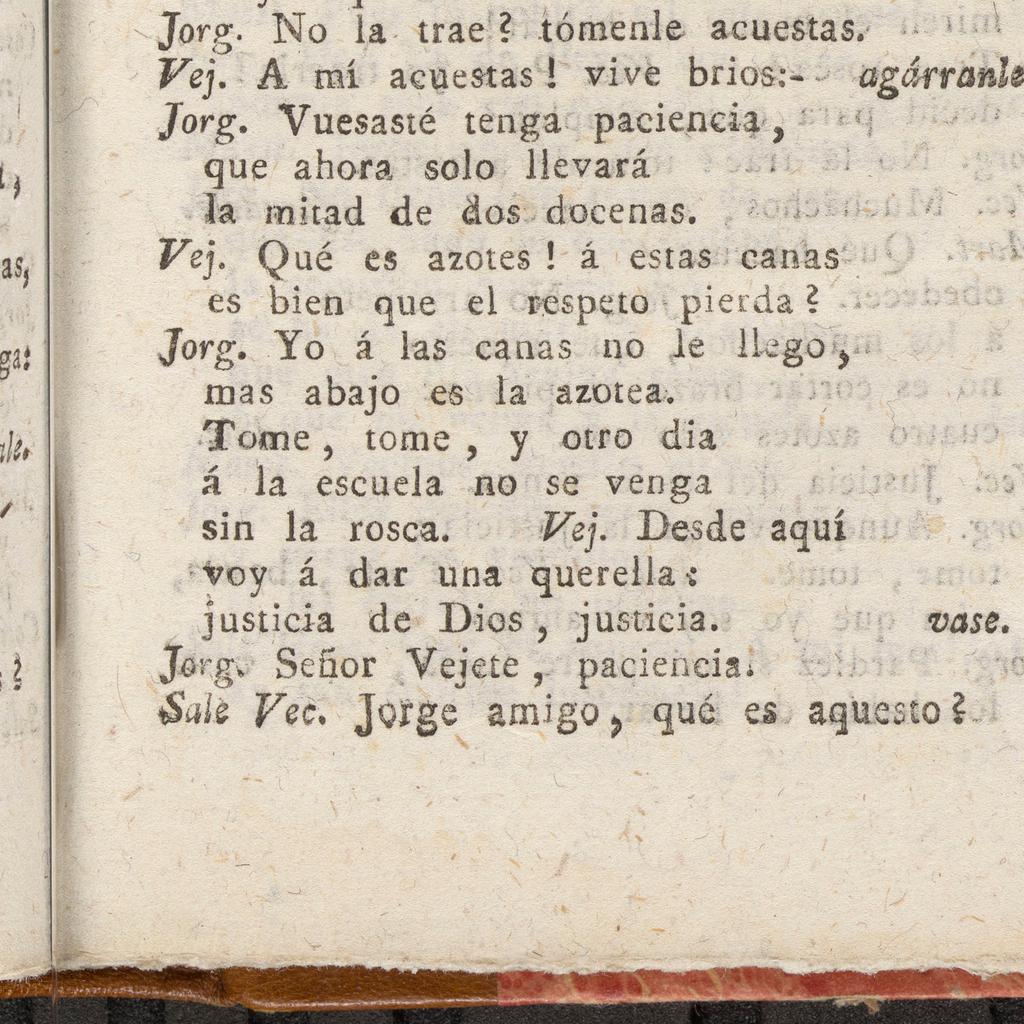 Jorg. No la trae? tómenle acuestas.
Vej. A mí acuestas! vive brios:- agárranle
Jorg. Vuesasté tenga paciencia,
que ahora solo llevará
la mitad de dos docenas.
Vej. Qué es azotes! á estas canas
es bien que el respeto pierda?
Jorg. Yo á las canas no le llego,
mas abajo es la azotea.
Tome, tome, y otro dia
á la escuela no se venga
sin la rosca. Vej. Desde aquí
voy á dar una querella:
justicia de Dios, justicia. vase.
Jorg. Señor Vejete, paciencia.
Sale Vec. Jorge amigo, qué es aquesto?